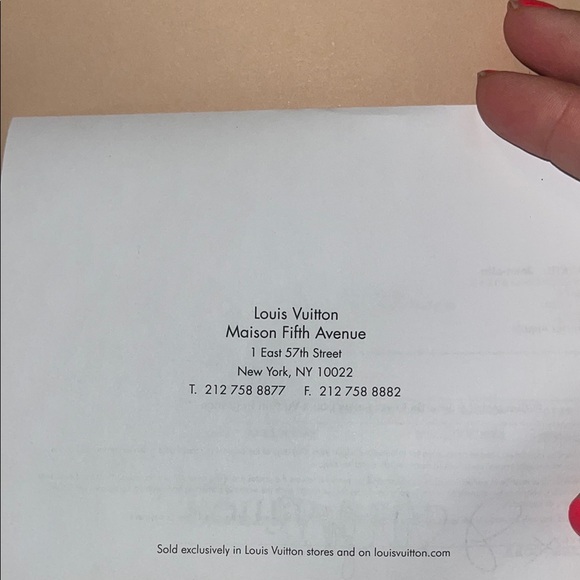 Louis Vuitton
Maison Fifth Avenue
1 East 57th Street
New York, NY 10022
T. 212 758 8877 F. 212 758 8882
Sold exclusively in Louis Vuitton stores and on louisvuitton.com